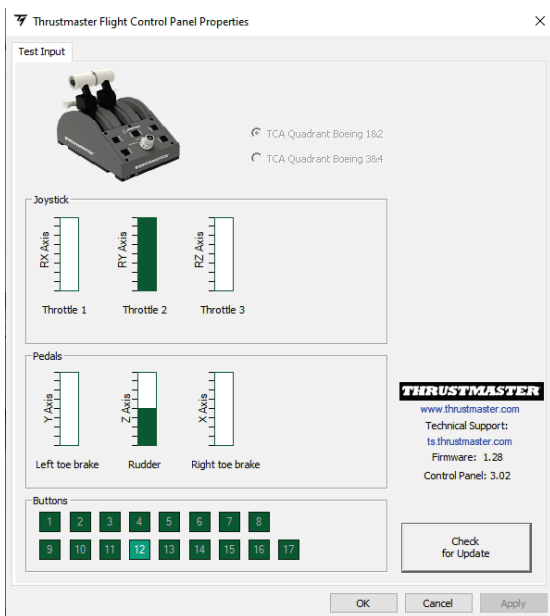 Thrustmaster Flight Control Panel Properties
Test Input
TCA Quadrant Boeing 1&2
TCA Quadrant Boeing 3&4
Joystick
RX Axis
RY Axis
RZ Axis
Throttle 1 Throttle 2 Throttle 3
Pedals
Y Axis
Z Axis
X Axis
Left toe brake Rudder Right toe brake
THRUSTMASTER
www.thrustmaster.com
Technical Support:
ts.thrustmaster.com
Firmware: 1.28
Control Panel: 3.02
Buttons
1 2 3 4 5 6 7 8
9 10 11 12 13 14 15 16 17
Check
for Update
OK Cancel Apply